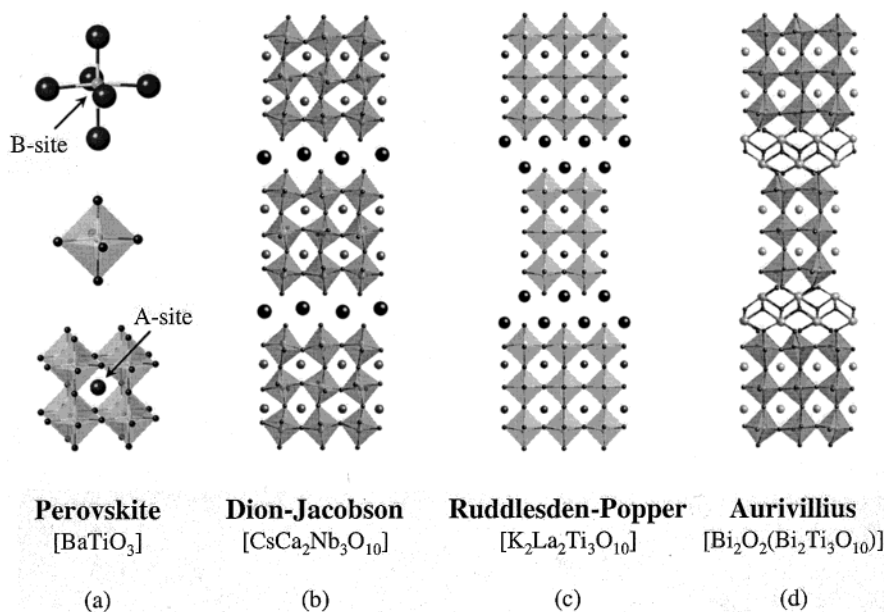 B-site
A-site
Perovskite Dion-Jacobson Ruddlesden-Popper Aurivillius
[BaTiO₃] [CsCa₂Nb₃O₁₀] [K₂La₂Ti₃O₁₀] [Bi₂O₂(Bi₂Ti₃O₁₀)]
(a) (b) (c) (d)